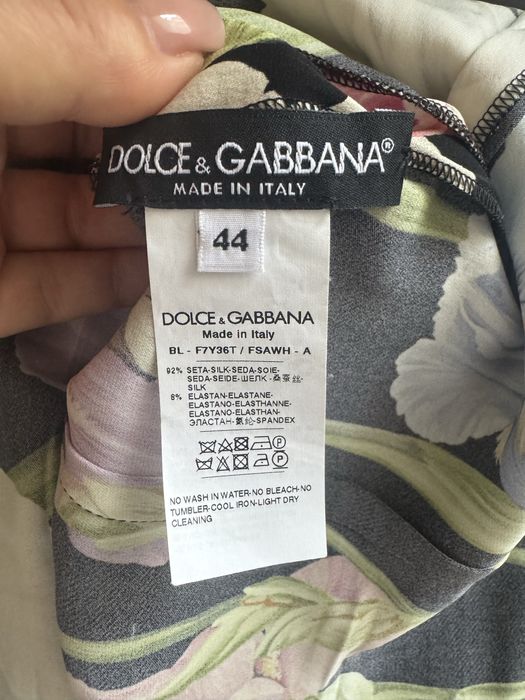 DOLCE & GABBANA®
MADE IN ITALY
44
DOLCE & GABBANA
Made in Italy
BL - F7Y36T / FSAWH - A
92% SETA-SILK-SEDA-SOIE-
SEDA-SEIDE-ШЕЛК -桑蚕丝-
SILK
8% ELASTAN-ELASTANE-
ELASTANO-ELASTHANNE-
ELASTANO-ELASTHAN-
ЭЛАСТАН-氨纶-SPANDEX
NO WASH IN WATER-NO BLEACH-NO
TUMBLER-COOL IRON-LIGHT DRY
CLEANING